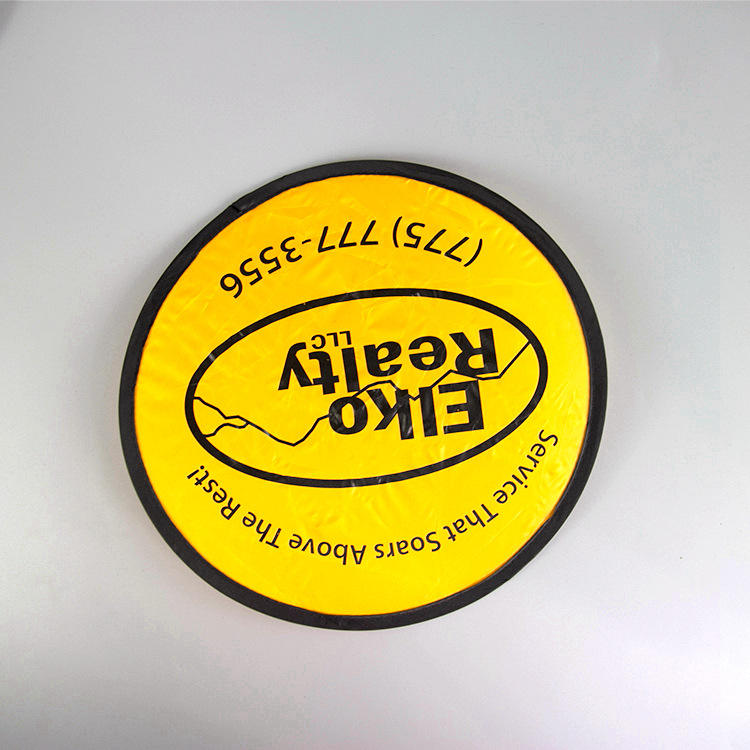 Service That Soars Above The Rest!
Elko
Realty
LLC
(775) 777-3556